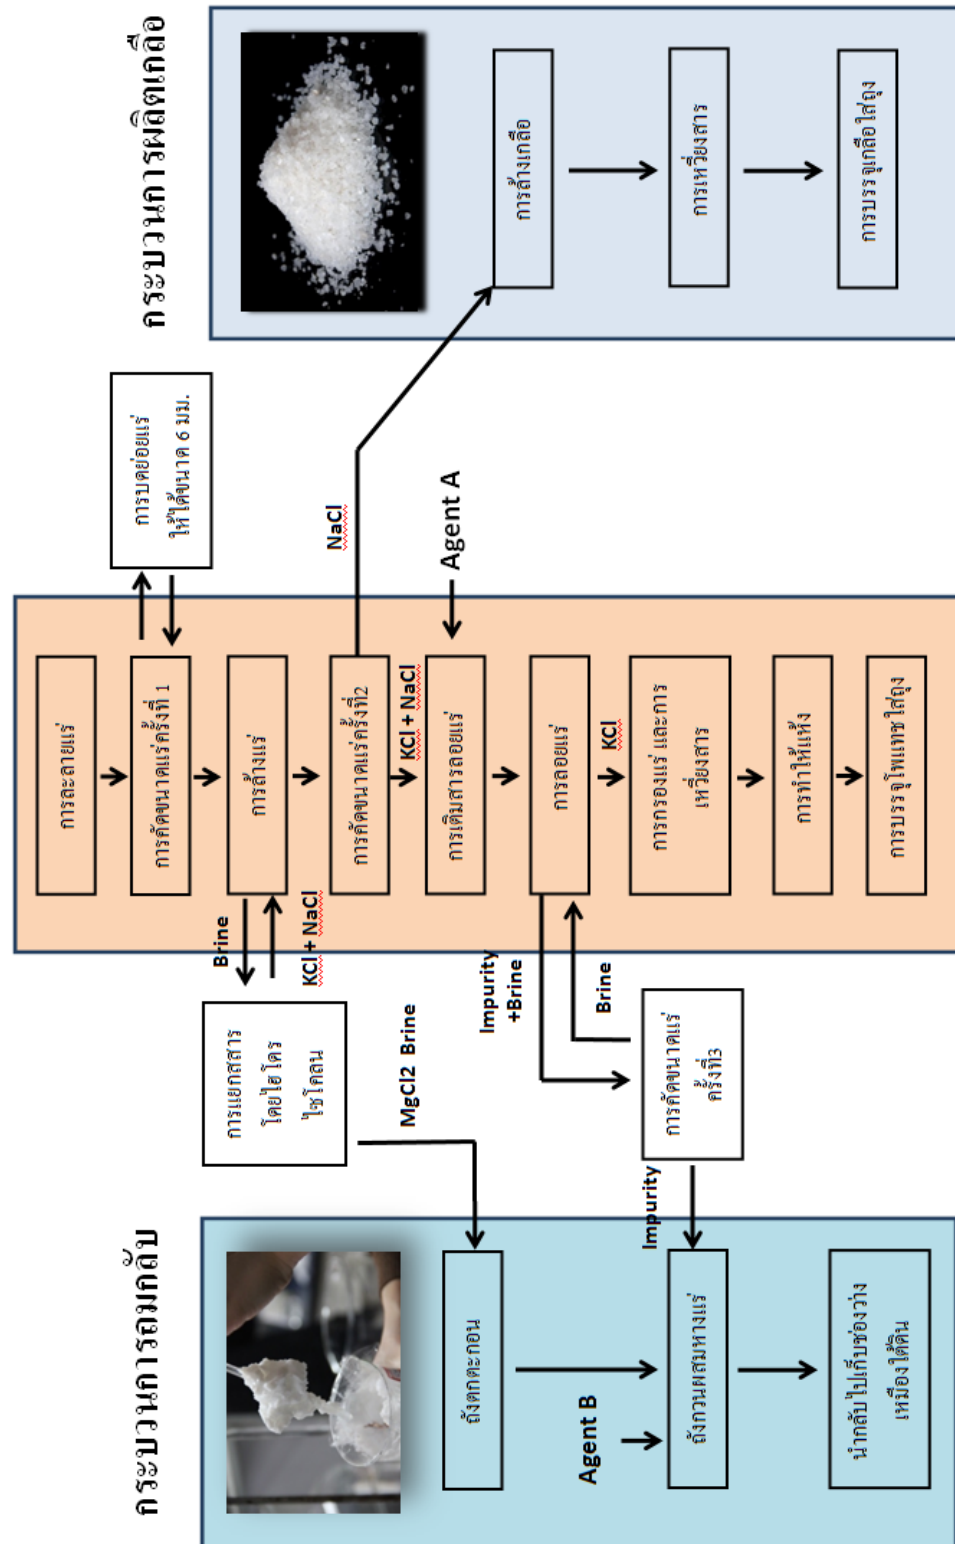 กระบวนการถมกลับ
ถังตกตะกอน
Agent B
ถังกวนผสมหางแร่
นำกลับไปเก็บช่องว่าง
เหมืองใต้ดิน
การแยกสสาร
โดยไฮโดร
ไซโคลน
MgCl2 Brine
Impurity
การคัดขนาดแร่
ครั้งที่3
Brine
KCl + NaCl
Impurity
+Brine
Brine
การละลายแร่
การคัดขนาดแร่ครั้งที่ 1
การล้างแร่
การคัดขนาดแร่ครั้งที่2
KCl + NaCl
การเติมสารลอยแร่
การลอยแร่
KCl
การกรองแร่ และการ
เหวี่ยงสาร
การทำให้แห้ง
การบรรจุโพแทชใส่ถุง
การบดย่อยแร่
ให้ได้ขนาด 6 มม.
NaCl
Agent A
กระบวนการผลิตเกลือ
การล้างเกลือ
การเหวี่ยงสาร
การบรรจุเกลือใส่ถุง